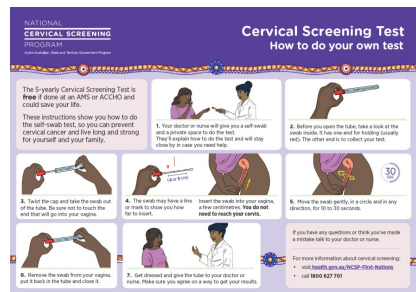 NATIONAL
CERVICAL SCREENING
PROGRAM
A joint Australian, State and Territory Government Program
Cervical Screening Test
How to do your own test
The 5-yearly Cervical Screening Test is
free if done at an AMS or ACCHO and
could save your life.
These instructions show you how to do
the self-swab test, so you can prevent
cervical cancer and live long and strong
for yourself and your family.
1. Your doctor or nurse will give you a self-swab
and a private space to do the test.
They'll explain how to do the test and will stay
close by in case you need help.
2. Before you open the tube, take a look at the
swab inside. It has one end for holding (usually
red). The other end is to collect your test.
3. Twist the cap and take the swab out
of the tube. Be sure not to touch the
end that will go into your vagina.
4. The swab may have a line
or mark to show you how
far to insert.
Insert the swab into your vagina,
a few centimetres. You do not
need to reach your cervix.
30
5. Move the swab gently, in a circle and in any
direction, for 10 to 30 seconds.
6. Remove the swab from your vagina,
put it back in the tube and close it.
7. Get dressed and give the tube to your doctor or
nurse. Make sure you agree on a way to get your results.
If you have any questions or think you've made
a mistake talk to your doctor or nurse.
For more information about cervical screening:
• visit health.gov.au/NCSP-First-Nations
• call 1800 627 701